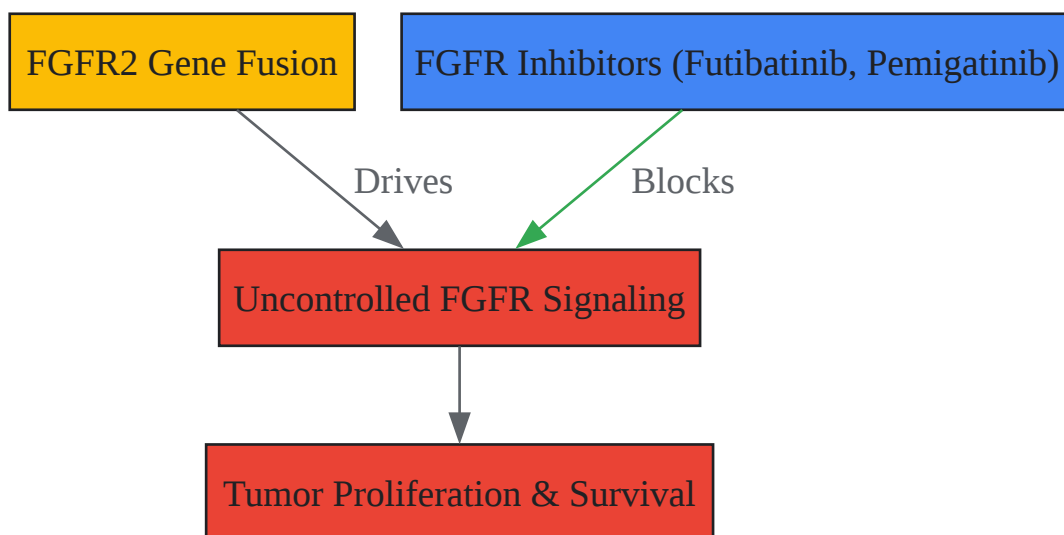 FGFR2 Gene Fusion
FGFR Inhibitors (Futibatinib, Pemigatinib)
Drives
Blocks
Uncontrolled FGFR Signaling
Tumor Proliferation & Survival